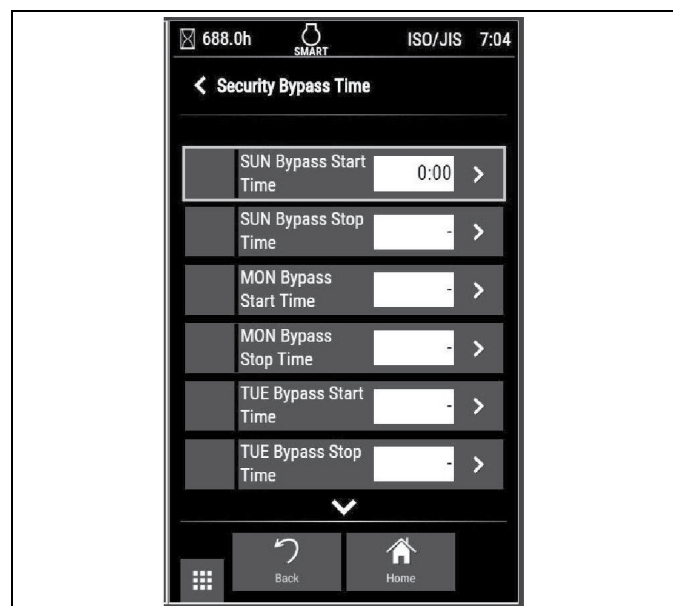 688.0h SMART ISO/JIS 7:04
Security Bypass Time
SUN Bypass Start
Time
0:00
SUN Bypass Stop
Time
-
MON Bypass
Start Time
-
MON Bypass
Stop Time
-
TUE Bypass Start
Time
-
TUE Bypass Stop
Time
-
Back Home